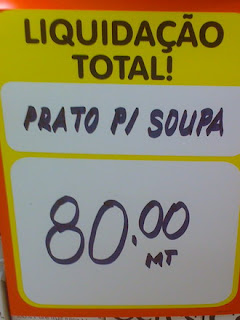 LIQUIDAÇÃO
TOTAL!
PRATO P/ SOUPA
80.00
MT